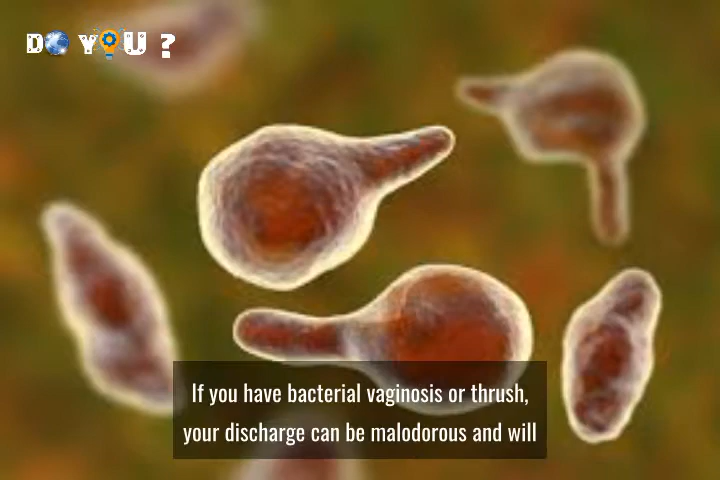 DO YOU ?
If you have bacterial vaginosis or thrush,
your discharge can be malodorous and will